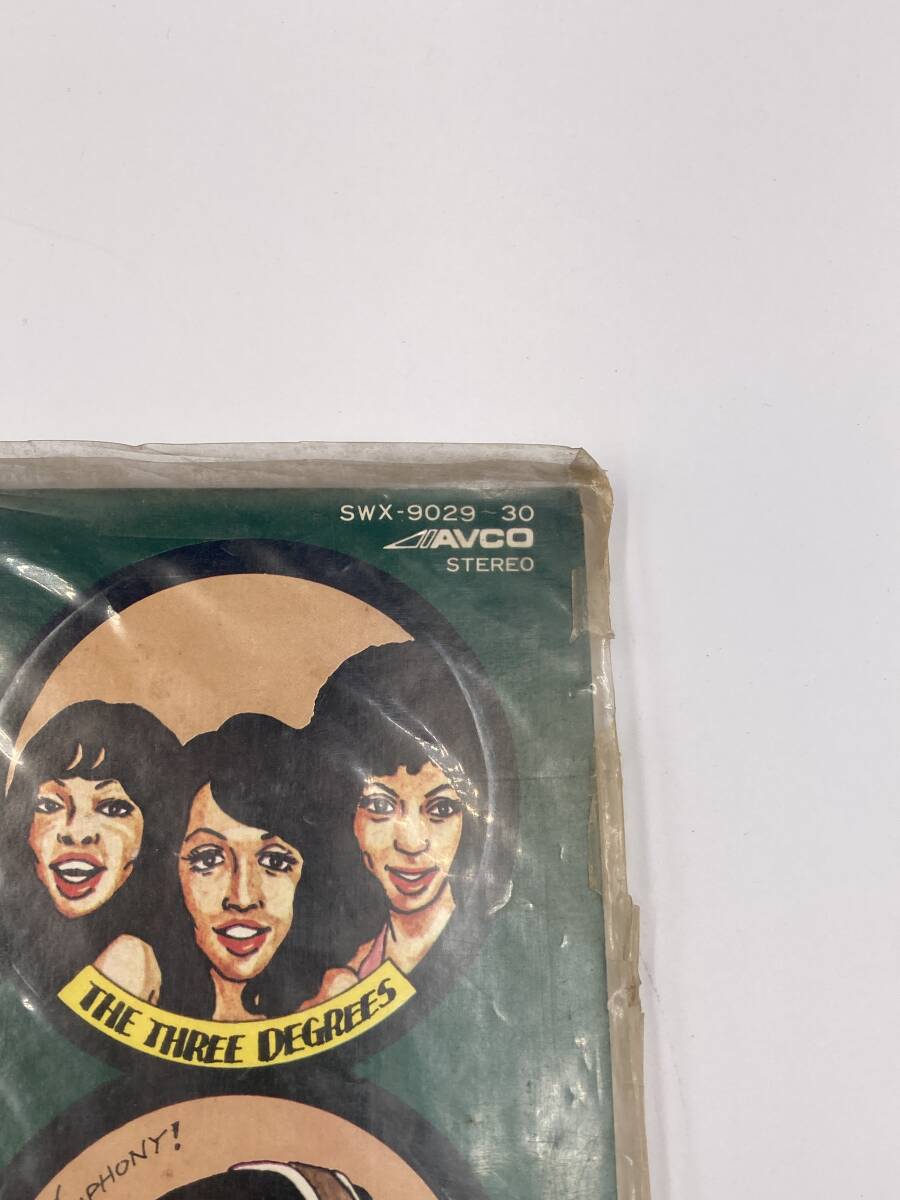 SWX-9029~30
AVCO
STEREO
THE THREE DEGREES